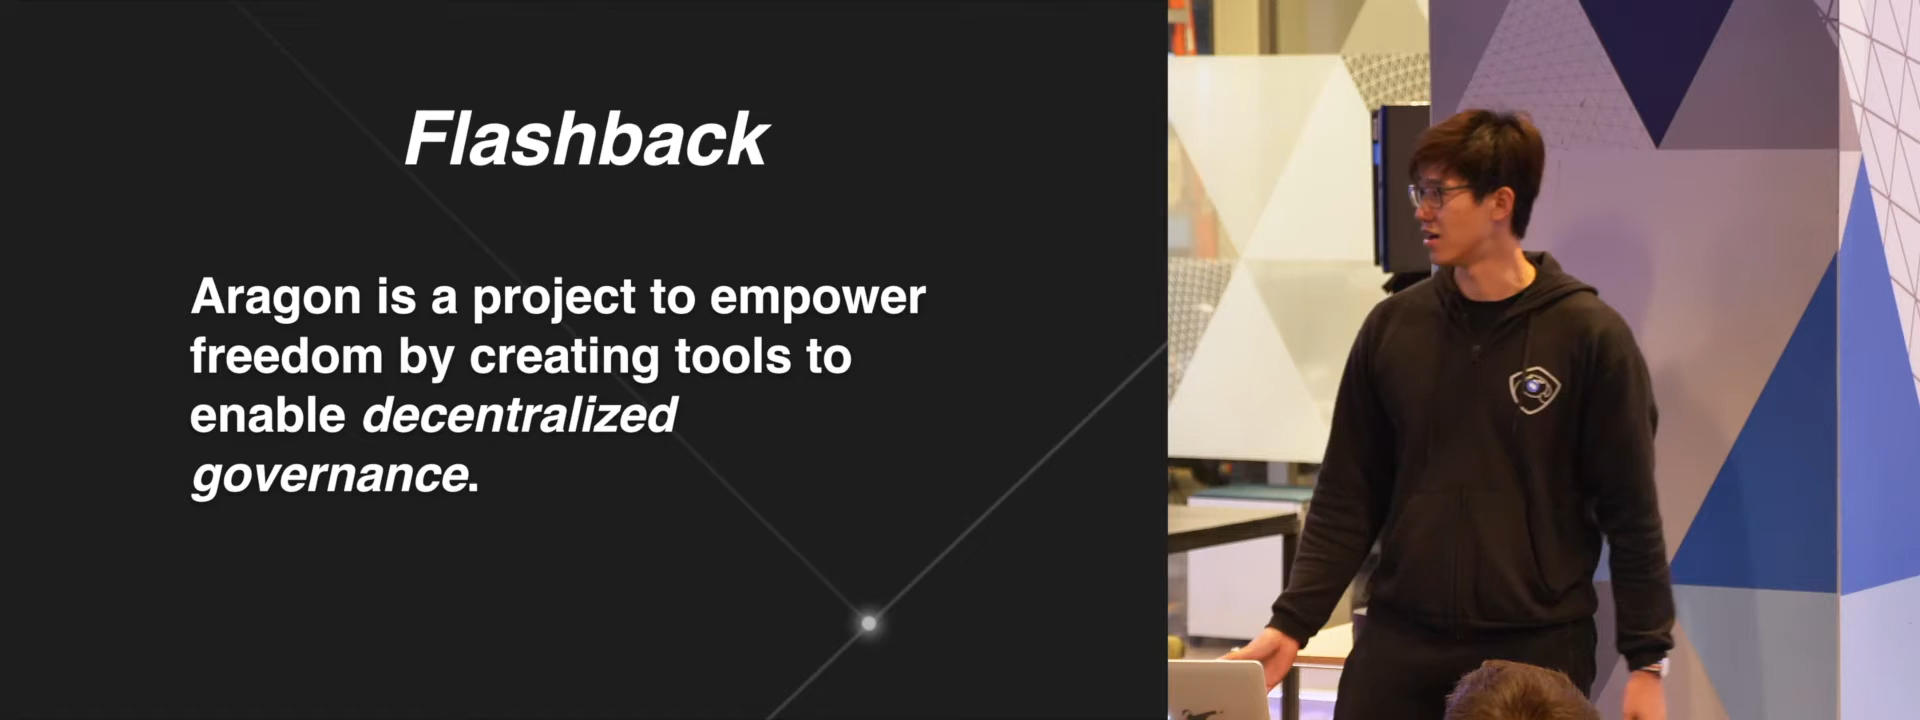 Flashback
Aragon is a project to empower
freedom by creating tools to
enable decentralized
governance.